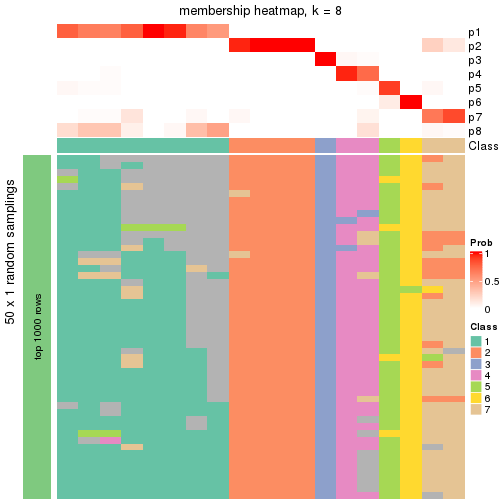 membership heatmap, k = 8
p1
p2
p3
p4
p5
p6
p7
p8
Class
50 x 1 random samplings
top 1000 rows
Prob
1
0.5
0
Class
1
2
3
4
5
6
7